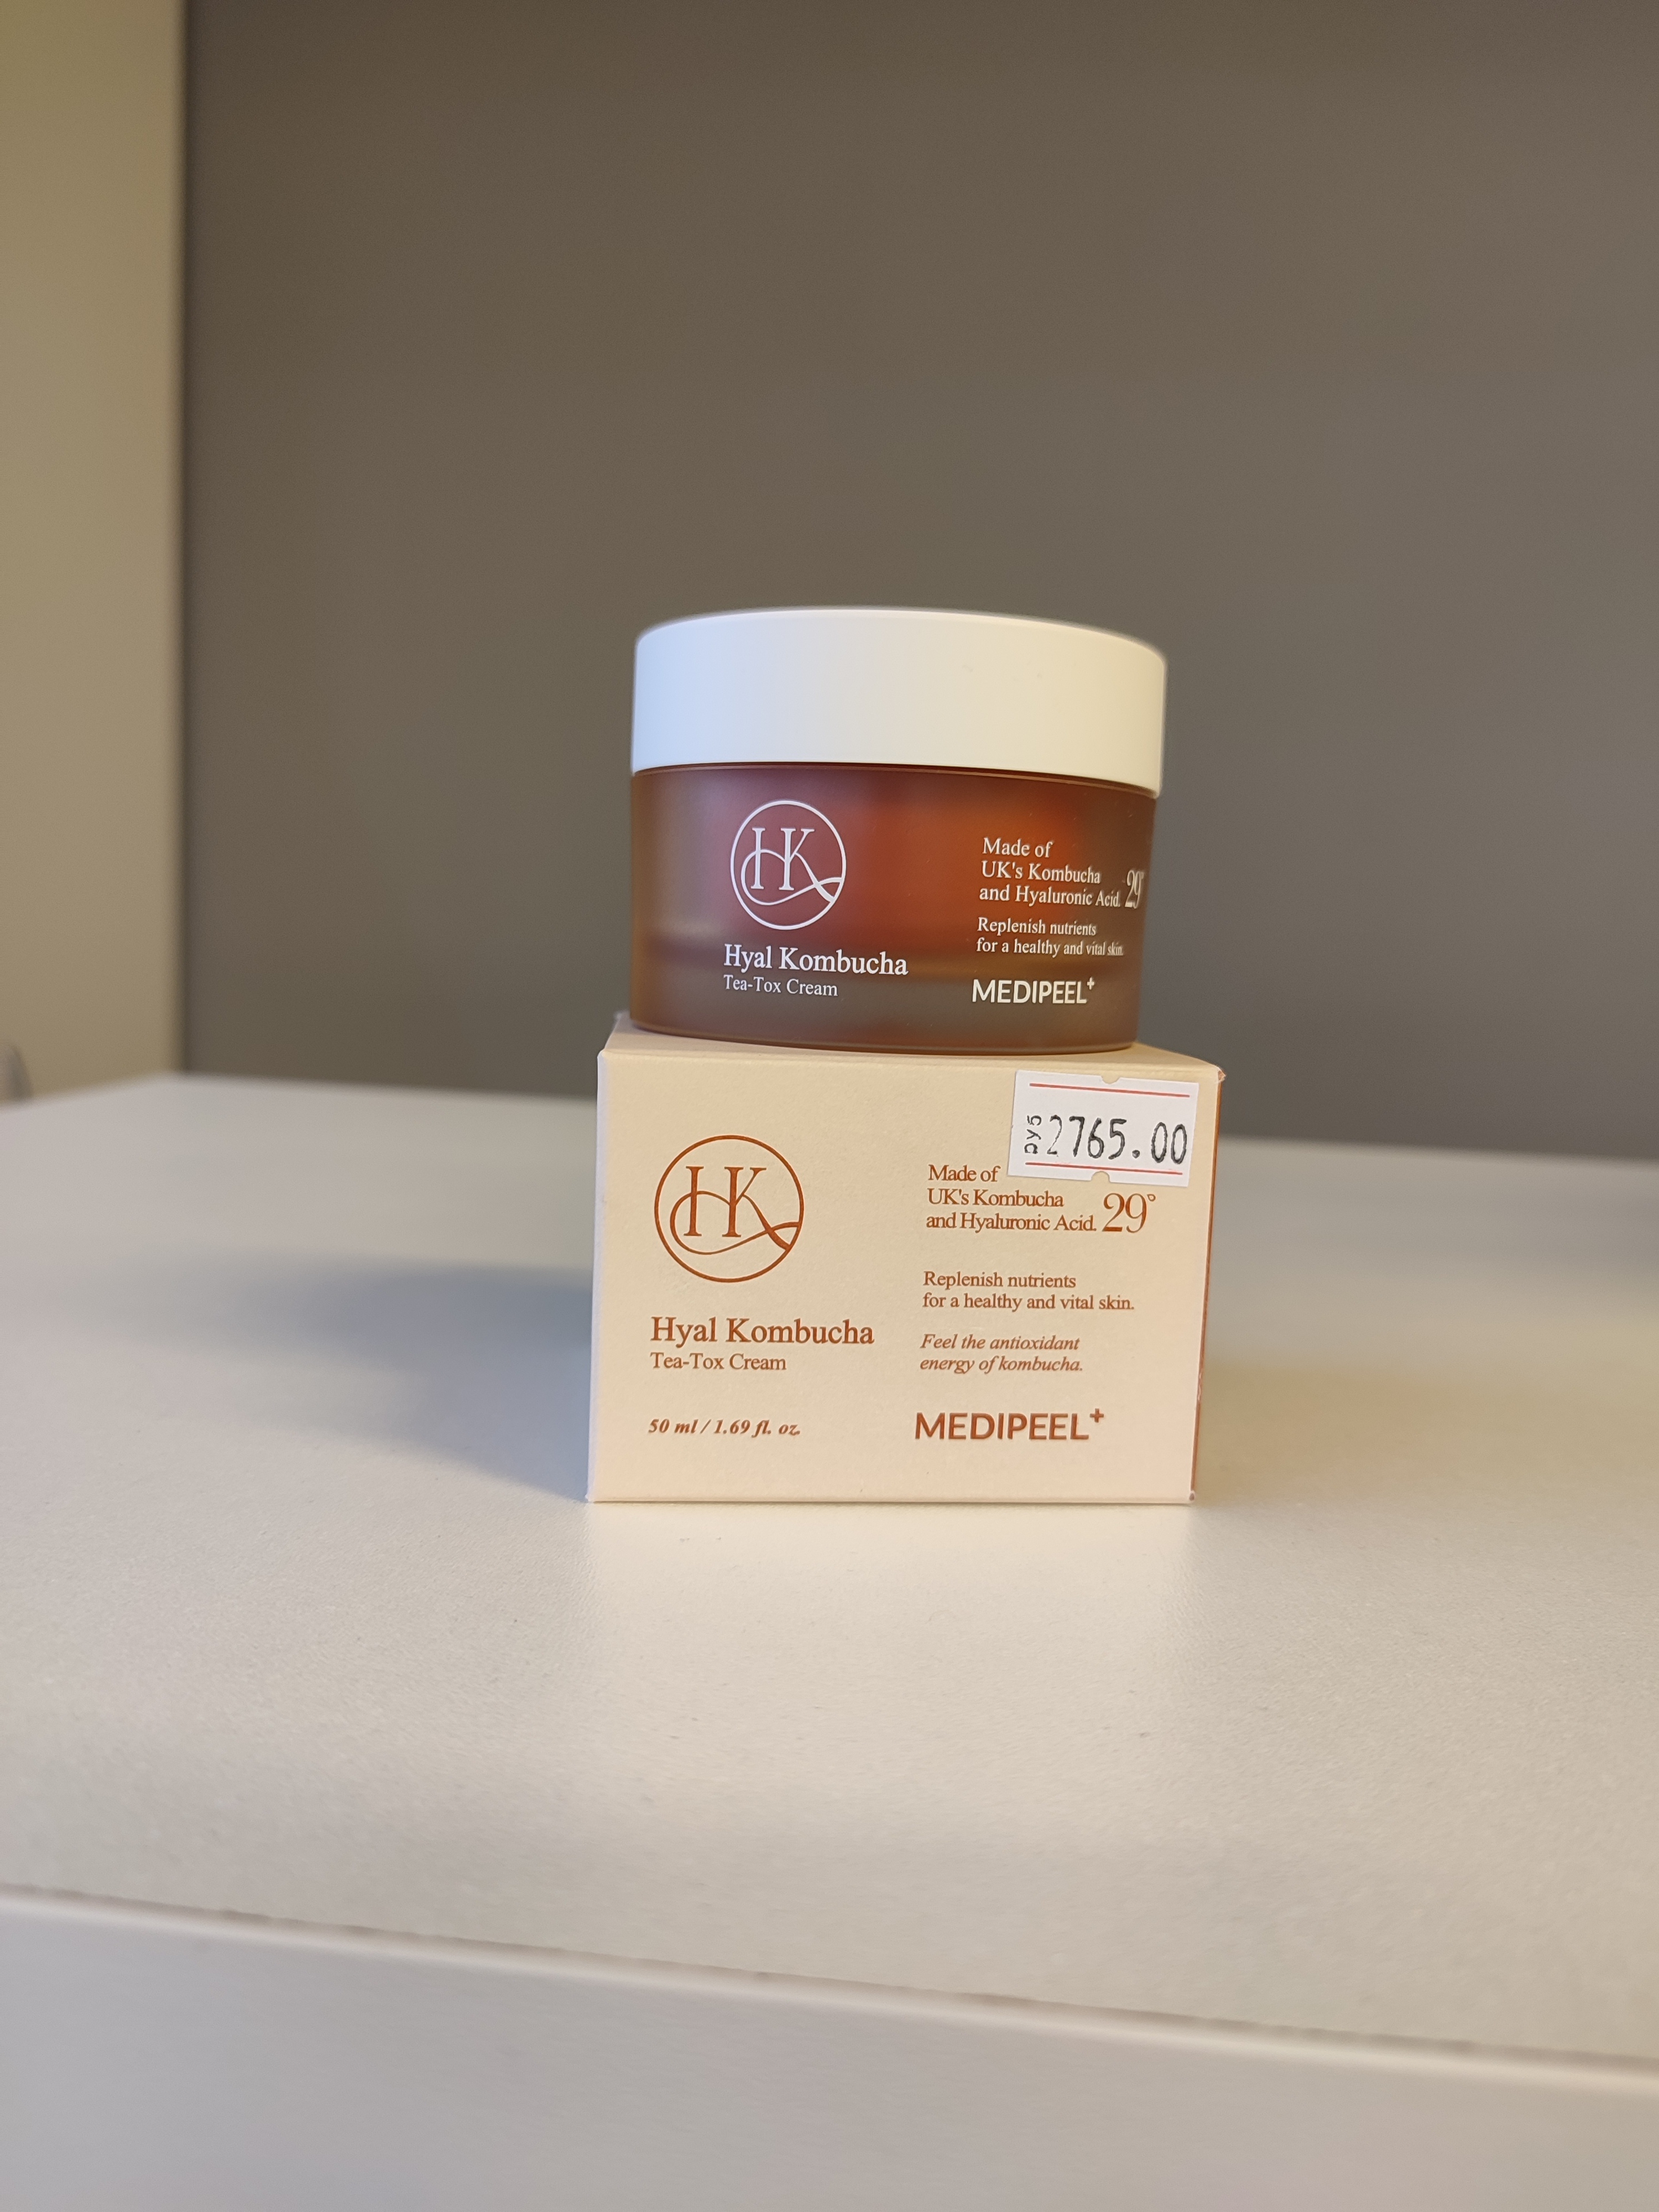 HK
Hyal Kombucha
Tea-Tox Cream
Made of
UK's Kombucha
and Hyaluronic Acid. 29°
Replenish nutrients
for a healthy and vital skin.
MEDIPEEL+
2765.00
HK
Hyal Kombucha
Tea-Tox Cream
50 ml / 1.69 fl. oz.
Made of
UK's Kombucha
and Hyaluronic Acid. 29°
Replenish nutrients
for a healthy and vital skin.
Feel the antioxidant
energy of kombucha.
MEDIPEEL+